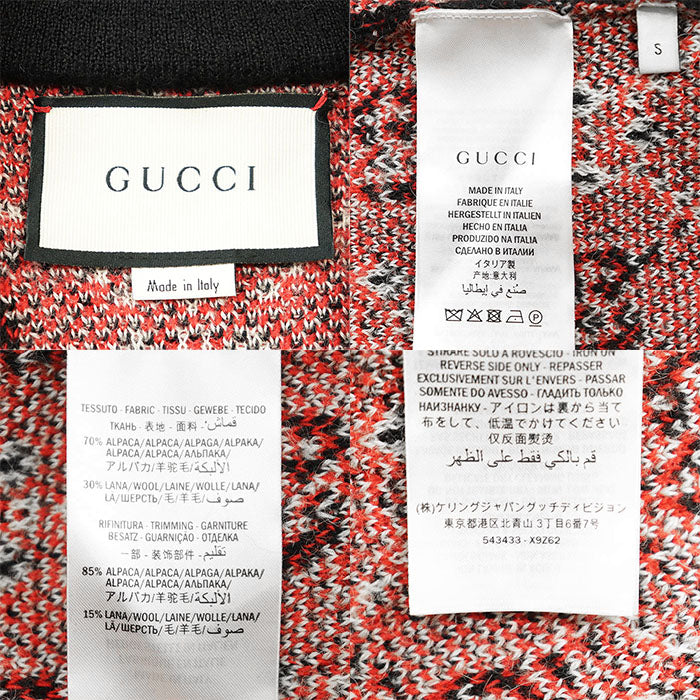 GUCCI
Made in Italy
S
GUCCI
MADE IN ITALY
FABRIQUE EN ITALIE
HERGESTELLT IN ITALIEN
HECHO EN ITALIA
PRODUZIDO NA ITALIA
СДЕЛАНО В ИТАЛИИ
イタリア製
产地:意大利
صنع في إيطاليا
P
TESSUTO - FABRIC - TISSU - GEWEBE - TECIDO
ТКАНЬ - 表地 - 面料 - قماش
70% ALPACA/ALPACA/ALPAGA/ALPAKA/
ALPACA/ALPACA/АЛЬПАКА/
アルパカ/羊驼毛/الألبكة
30% LANA/WOOL/LAINE/WOLLE/LANA/
LÃ/ШЕРСТЬ/毛/羊毛/صوف
RIFINITURA - TRIMMING - GARNITURE
BESATZ - GUARNIÇÃO - ОТДЕЛКА
一部 - 装饰部件 - تقليم
85% ALPACA/ALPACA/ALPAGA/ALPAKA/
ALPACA/ALPACA/АЛЬПАКА/
アルパカ/羊驼毛/الألبكة
15% LANA/WOOL/LAINE/WOLLE/LANA/
LÃ/ШЕРСТЬ/毛/羊毛/صوف
STIRARE SOLO A ROVESCIO - IRON ON
REVERSE SIDE ONLY - REPASSER
EXCLUSIVEMENT SUR L'ENVERS - PASSAR
SOMENTE DO AVESSO - ГЛАДИТЬ ТОЛЬКО
НАИЗНАНКУ - アイロンは裏から当て
布をして、低温でかけてください
仅反面熨烫
قم بالكي فقط على الظهر
(株)ケリングジャパングッチディビジョン
東京都港区北青山3丁目6番7号
543433 - X9Z62